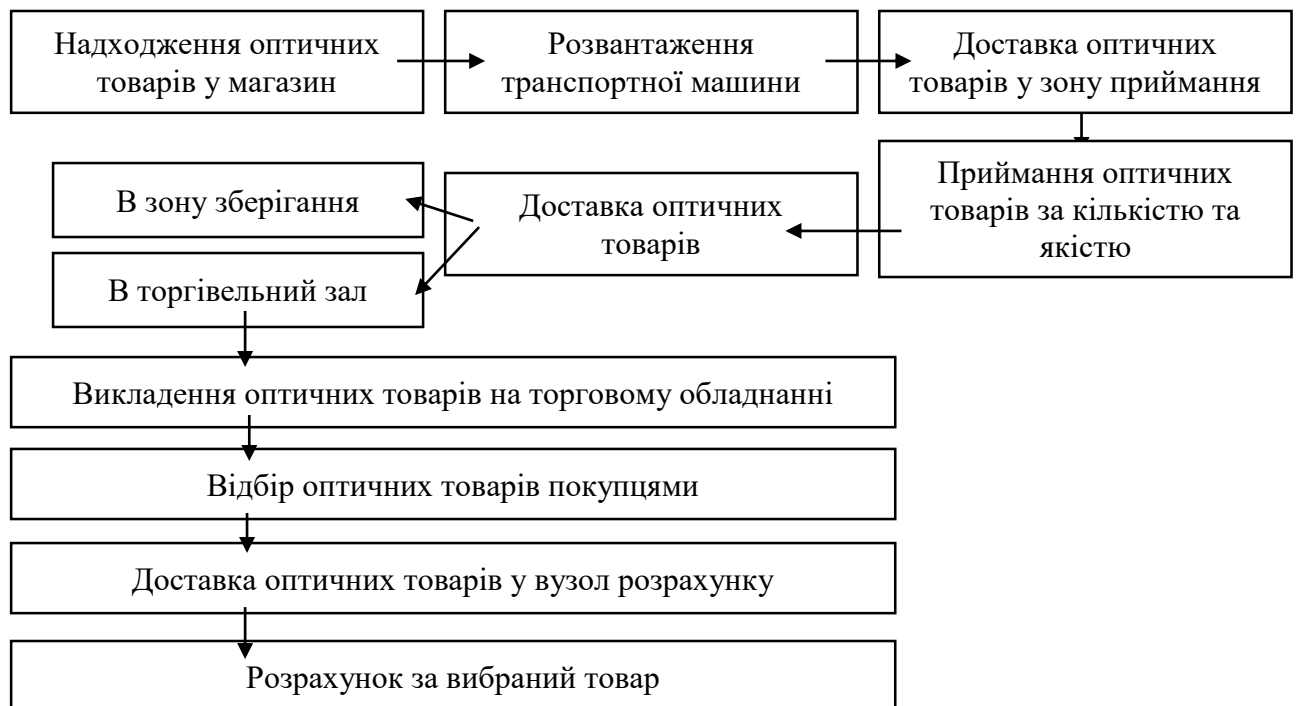 Надходження оптичних
товарів у магазин
Розвантаження
транспортної машини
Доставка оптичних
товарів у зону приймання
Приймання оптичних
товарів за кількістю та
якістю
Доставка оптичних
товарів
В зону зберігання
В торгівельний зал
Викладення оптичних товарів на торговому обладнанні
Відбір оптичних товарів покупцями
Доставка оптичних товарів у вузол розрахунку
Розрахунок за вибраний товар